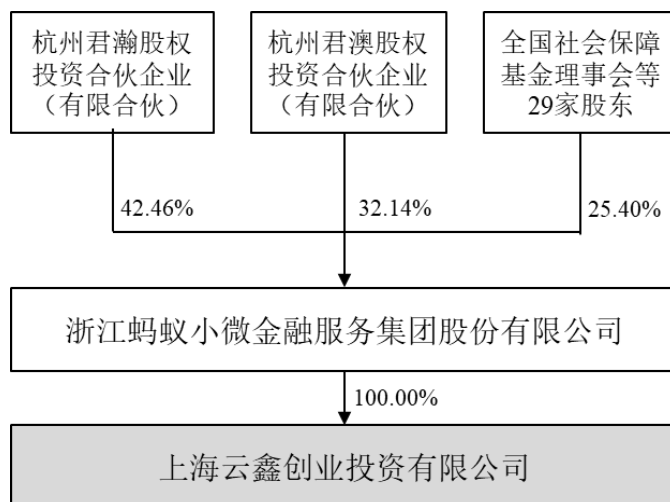 杭州君瀚股权
投资合伙企业
（有限合伙）
杭州君澳股权
投资合伙企业
（有限合伙）
全国社会保障
基金理事会等
29家股东
42.46%
32.14%
25.40%
浙江蚂蚁小微金融服务集团股份有限公司
100.00%
上海云鑫创业投资有限公司